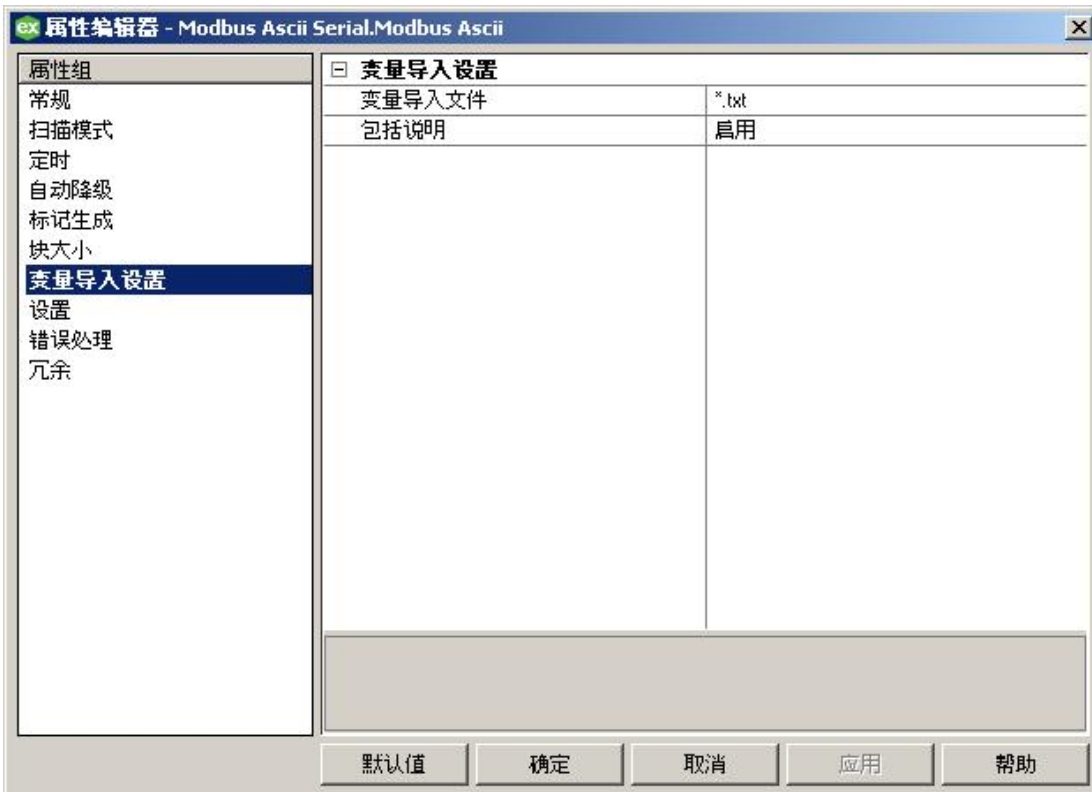 ex 属性编辑器 - Modbus Ascii Serial.Modbus Ascii
属性组
常规
扫描模式
定时
自动降级
标记生成
块大小
变量导入设置
设置
错误处理
冗余
变量导入设置
变量导入文件 *.txt
包括说明 启用
默认值 确定 取消 应用 帮助